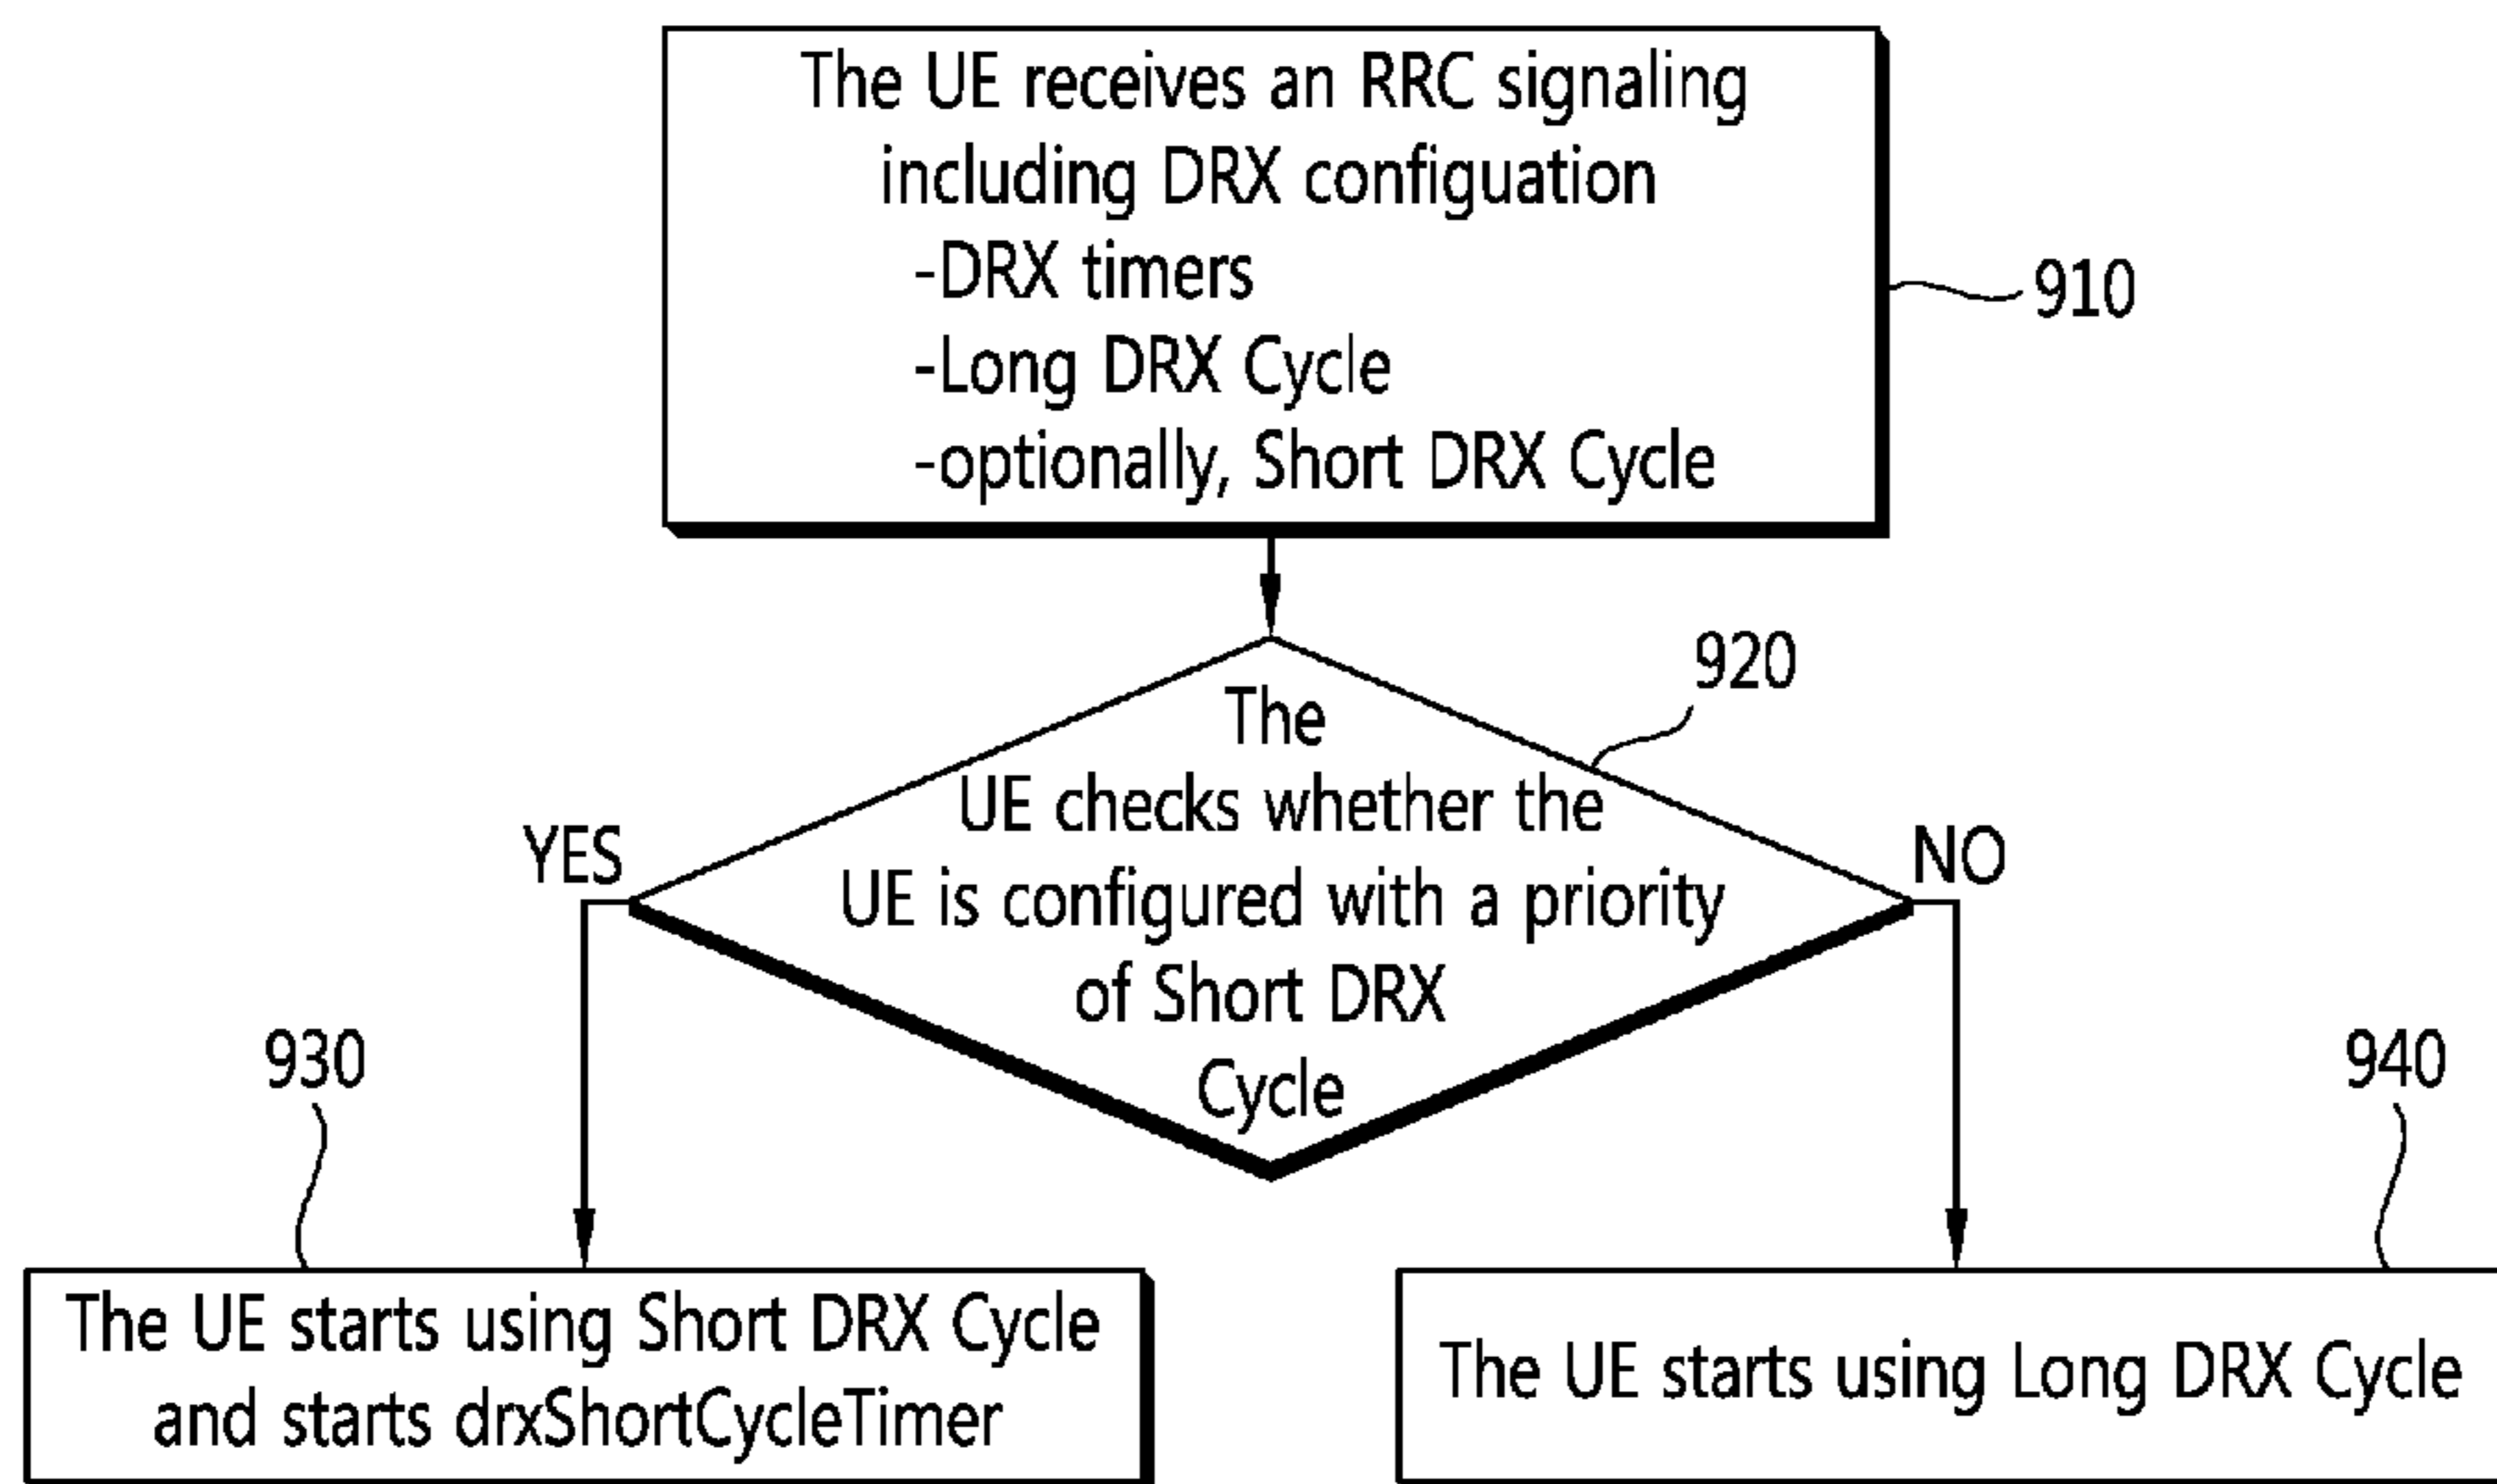 The UE receives an RRC signaling
including DRX configuation
-DRX timers
-Long DRX Cycle
-optionally, Short DRX Cycle
910
920
The
UE checks whether the
UE is configured with a priority
of Short DRX
Cycle
YES
NO
930
The UE starts using Short DRX Cycle
and starts drxShortCycleTimer
940
The UE starts using Long DRX Cycle